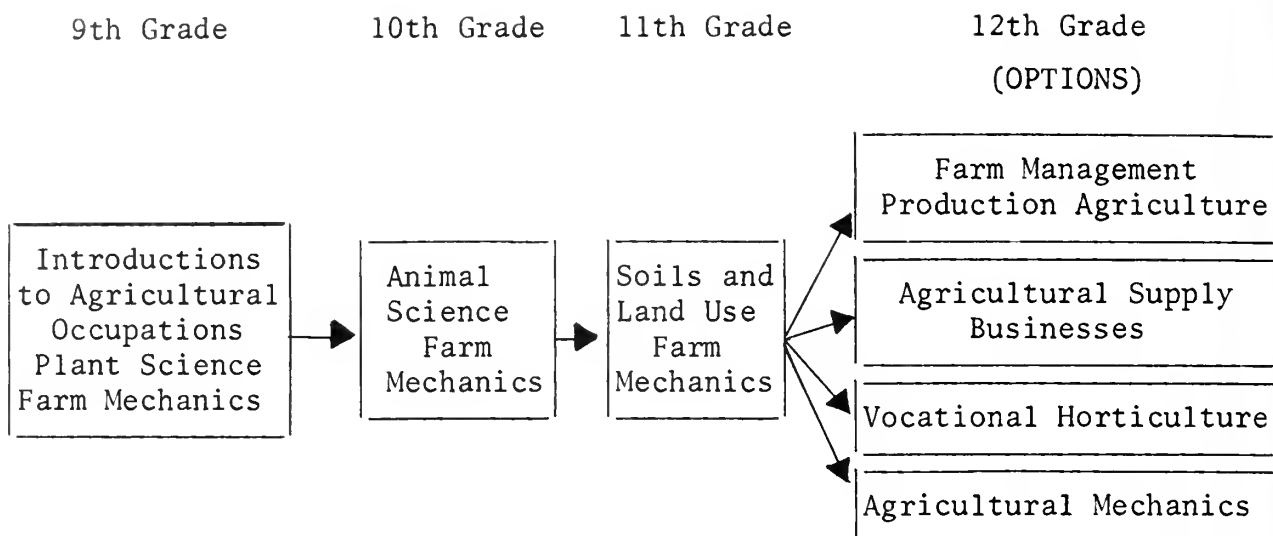 9th Grade 10th Grade 11th Grade 12th Grade
(OPTIONS)
Introductions
to Agricultural
Occupations
Plant Science
Farm Mechanics
Animal
Science
Farm
Mechanics
Soils and
Land Use
Farm
Mechanics
Farm Management
Production Agriculture
Agricultural Supply
Businesses
Vocational Horticulture
Agricultural Mechanics